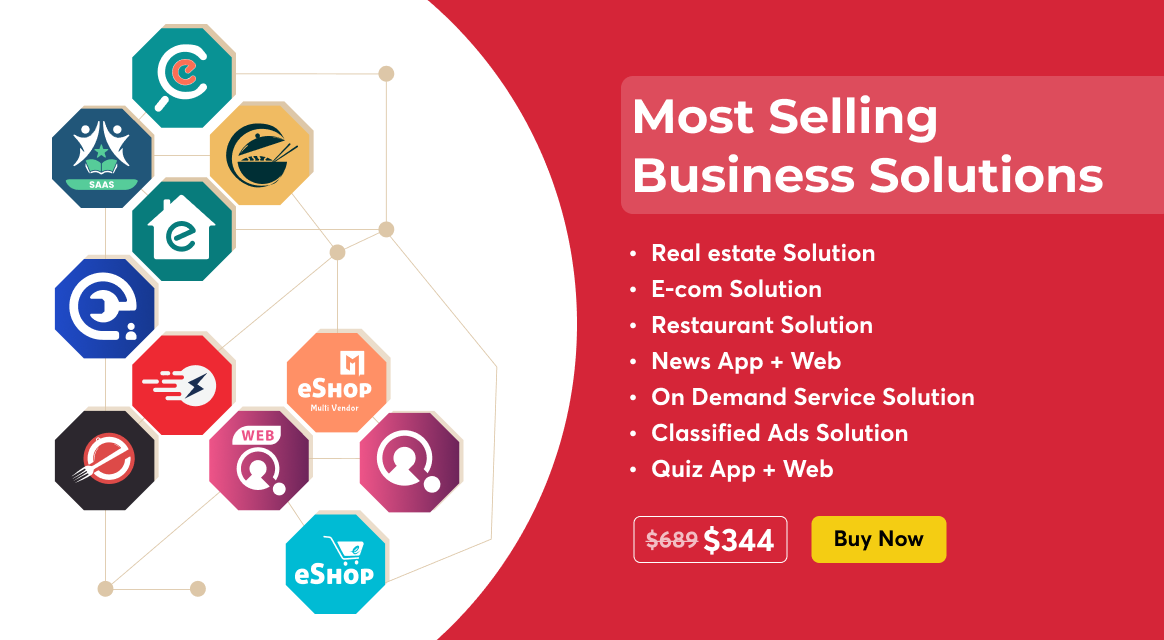 SAAS
eSHOP
Multi Vendor
WEB
eSHOP
Most Selling
Business Solutions
• Real estate Solution
• E-com Solution
• Restaurant Solution
• News App + Web
• On Demand Service Solution
• Classified Ads Solution
• Quiz App + Web
$689 $344
Buy Now